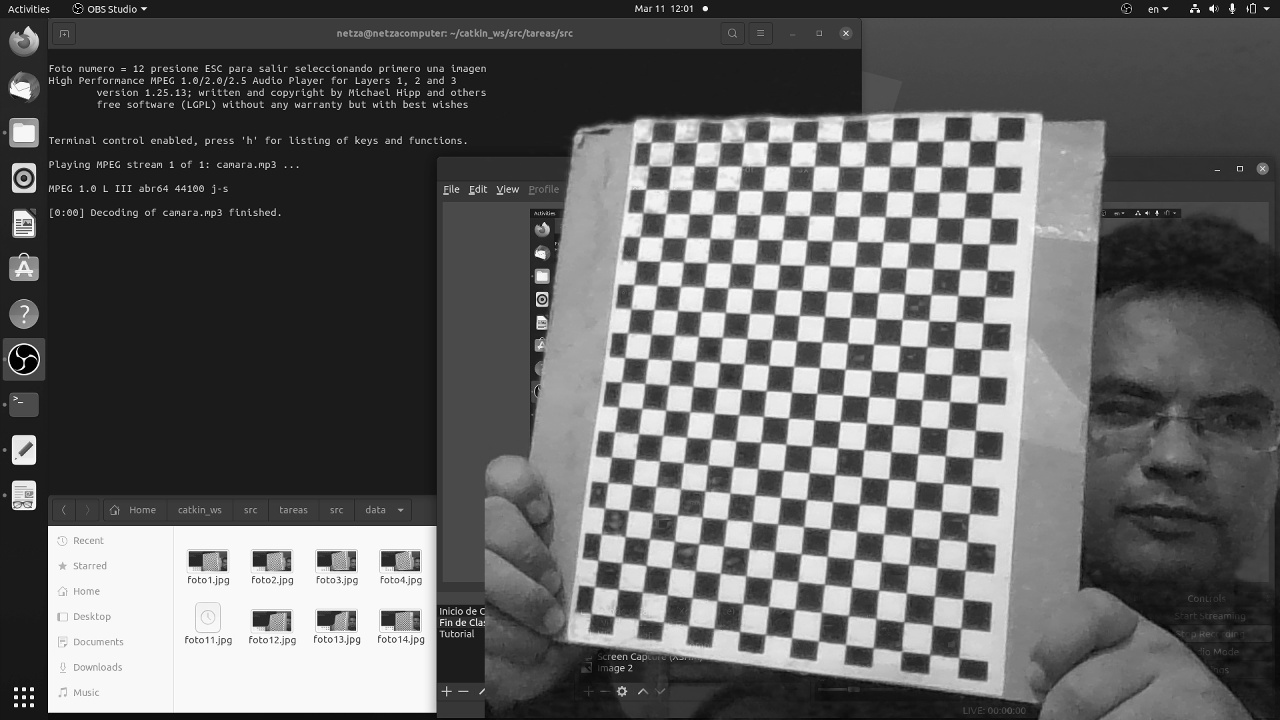 Activities
OBS Studio
Mar 11 12:01
en
netza@netzacomputer: ~/catkin_ws/src/tareas/src
Foto numero = 12 presione ESC para salir seleccionando primero una imagen
High Performance MPEG 1.0/2.0/2.5 Audio Player for Layers 1, 2 and 3
version 1.25.13; written and copyright by Michael Hipp and others
free software (LGPL) without any warranty but with best wishes
Terminal control enabled, press 'h' for listing of keys and functions.
Playing MPEG stream 1 of 1: camara.mp3 ...
MPEG 1.0 L III abr64 44100 j-s
[0:00] Decoding of camara.mp3 finished.
File Edit View Profile
Activities
en
Home catkin_ws src tareas src data
Recent
Starred
Home
Desktop
Documents
Downloads
Music
foto1.jpg foto2.jpg foto3.jpg foto4.jpg
foto11.jpg foto12.jpg foto13.jpg foto14.jpg
Inicio de C
Fin de Clas
Tutorial
Screen Capture (XSH
Image 2
Controls
Start Streaming
Stop Recording
LIVE: 00:00:00